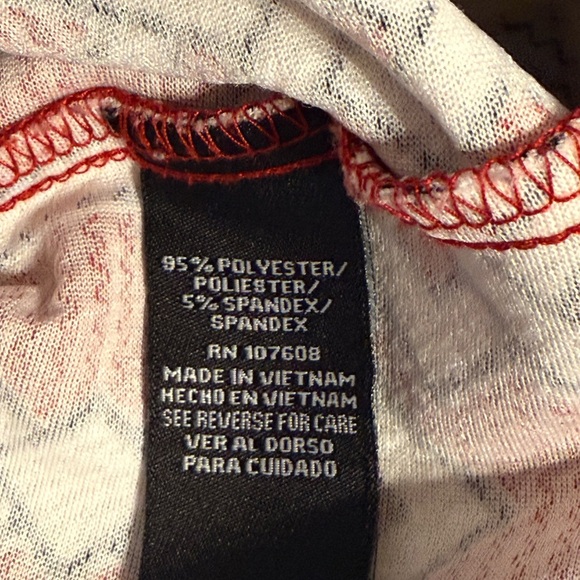 95% POLYESTER/
POLIESTER/
5% SPANDEX/
SPANDEX
RN 107608
MADE IN VIETNAM
HECHO EN VIETNAM
SEE REVERSE FOR CARE
VER AL DORSO
PARA CUIDADO